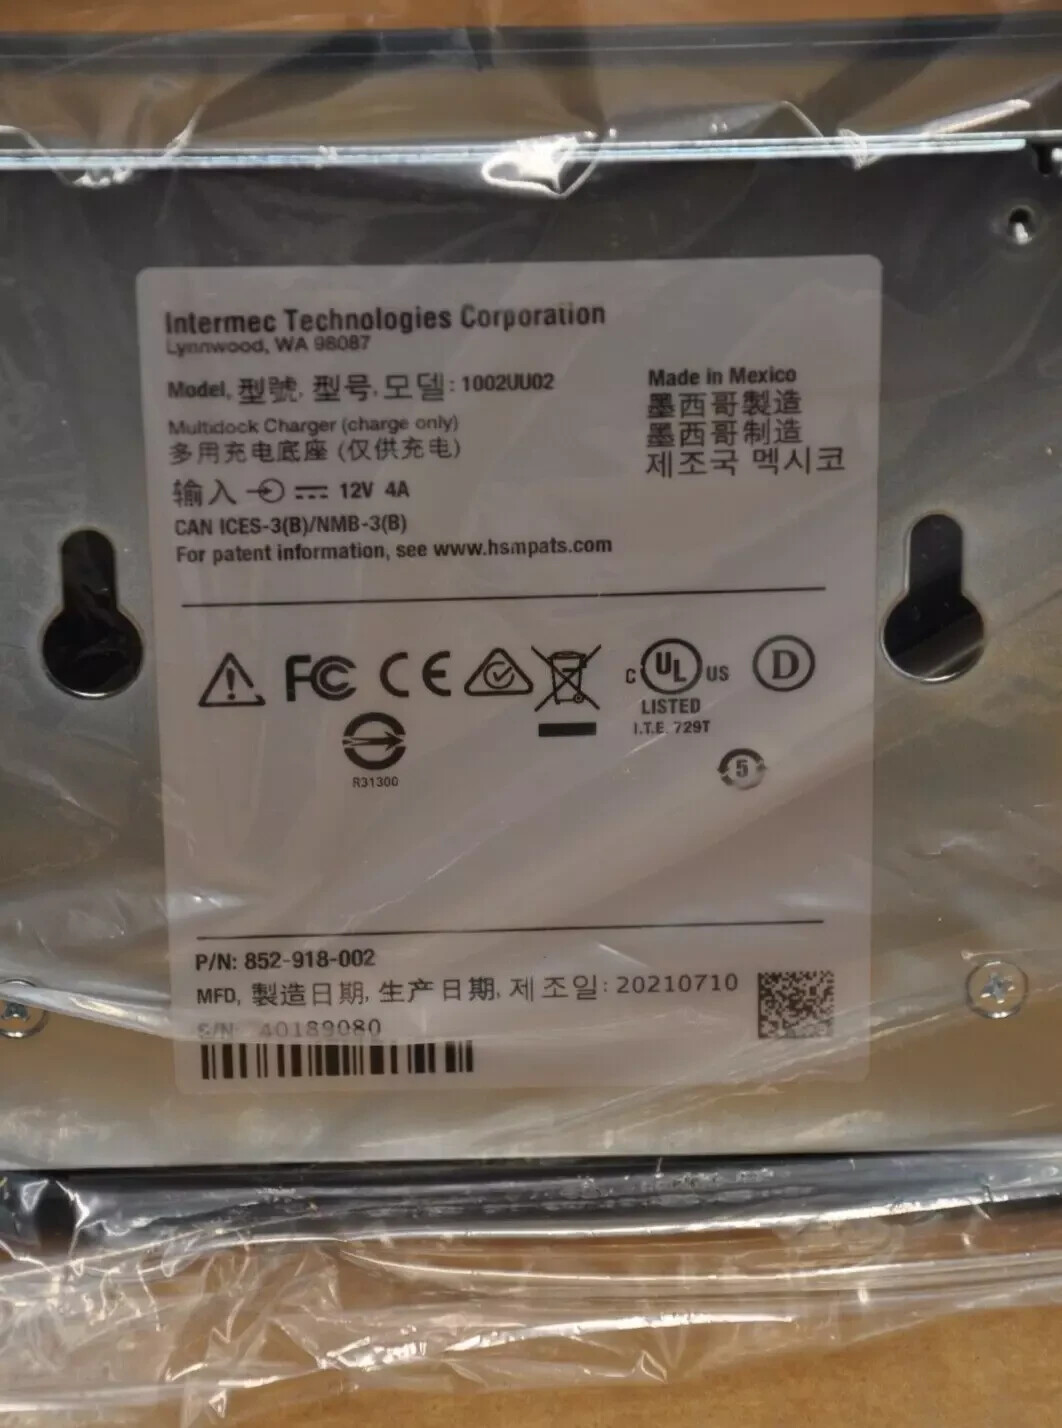 Intermec Technologies Corporation
Lynnwood, WA 98087
Model, 型號, 型号, 모델: 1002UU02
Multidock Charger (charge only)
多用充电底座 (仅供充电)
输入 12V 4A
CAN ICES-3(B)/NMB-3(B)
For patent information, see www.hsmpats.com
Made in Mexico
墨西哥製造
墨西哥制造
제조국 멕시코
FC CE
C UL US
LISTED
I.T.E. 729T
D
R31300
5
P/N: 852-918-002
MFD, 製造日期, 生产日期, 제조일: 20210710
S/N: 40189080